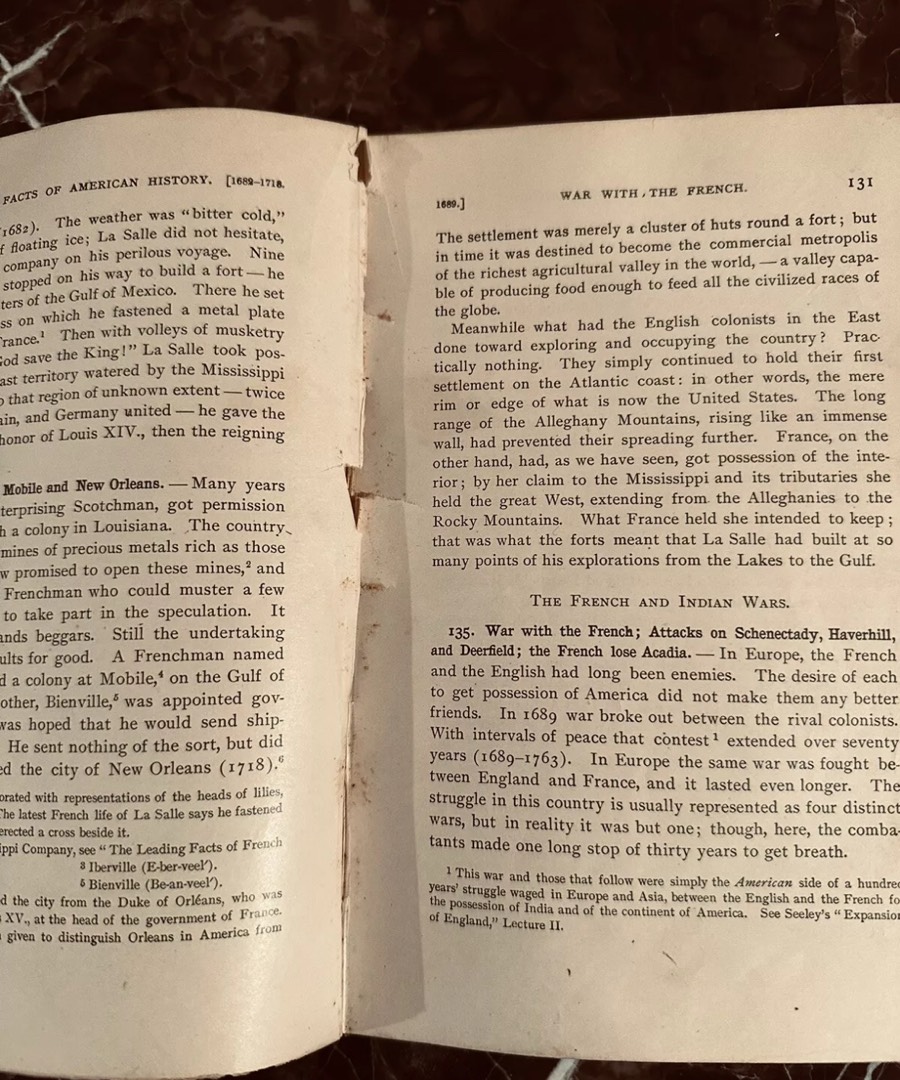 FACTS OF AMERICAN HISTORY. [1689–1718.
1682). The weather was "bitter cold,"
f floating ice; La Salle did not hesitate,
company on his perilous voyage. Nine
stopped on his way to build a fort — he
ters of the Gulf of Mexico. There he set
ss on which he fastened a metal plate
rance.¹ Then with volleys of musketry
God save the King!" La Salle took pos-
ast territory watered by the Mississippi
o that region of unknown extent — twice
ain, and Germany united — he gave the
honor of Louis XIV., then the reigning
Mobile and New Orleans. — Many years
terprising Scotchman, got permission
h a colony in Louisiana. The country
mines of precious metals rich as those
w promised to open these mines,² and
Frenchman who could muster a few
to take part in the speculation. It
ands beggars. Still the undertaking
ults for good. A Frenchman named
d a colony at Mobile,⁴ on the Gulf of
other, Bienville,⁵ was appointed gov-
was hoped that he would send ship-
He sent nothing of the sort, but did
ed the city of New Orleans (1718).⁶
orated with representations of the heads of lilies,
The latest French life of La Salle says he fastened
erected a cross beside it.
ippi Company, see "The Leading Facts of French
³ Iberville (E-ber-veel′).
⁵ Bienville (Be-an-veel′).
d the city from the Duke of Orléans, who was
XV., at the head of the government of France.
given to distinguish Orleans in America from
1689.] WAR WITH THE FRENCH. 131
The settlement was merely a cluster of huts round a fort; but
in time it was destined to become the commercial metropolis
of the richest agricultural valley in the world, — a valley capa-
ble of producing food enough to feed all the civilized races of
the globe.
Meanwhile what had the English colonists in the East
done toward exploring and occupying the country? Prac-
tically nothing. They simply continued to hold their first
settlement on the Atlantic coast: in other words, the mere
rim or edge of what is now the United States. The long
range of the Alleghany Mountains, rising like an immense
wall, had prevented their spreading further. France, on the
other hand, had, as we have seen, got possession of the inte-
rior; by her claim to the Mississippi and its tributaries she
held the great West, extending from the Alleghanies to the
Rocky Mountains. What France held she intended to keep;
that was what the forts meant that La Salle had built at so
many points of his explorations from the Lakes to the Gulf.
THE FRENCH AND INDIAN WARS.
135. War with the French; Attacks on Schenectady, Haverhill,
and Deerfield; the French lose Acadia. — In Europe, the French
and the English had long been enemies. The desire of each
to get possession of America did not make them any better
friends. In 1689 war broke out between the rival colonists.
With intervals of peace that contest¹ extended over seventy
years (1689–1763). In Europe the same war was fought be-
tween England and France, and it lasted even longer. The
struggle in this country is usually represented as four distinct
wars, but in reality it was but one; though, here, the comba-
tants made one long stop of thirty years to get breath.
¹ This war and those that follow were simply the American side of a hundred
years' struggle waged in Europe and Asia, between the English and the French fo
the possession of India and of the continent of America. See Seeley's "Expansion
of England," Lecture II.